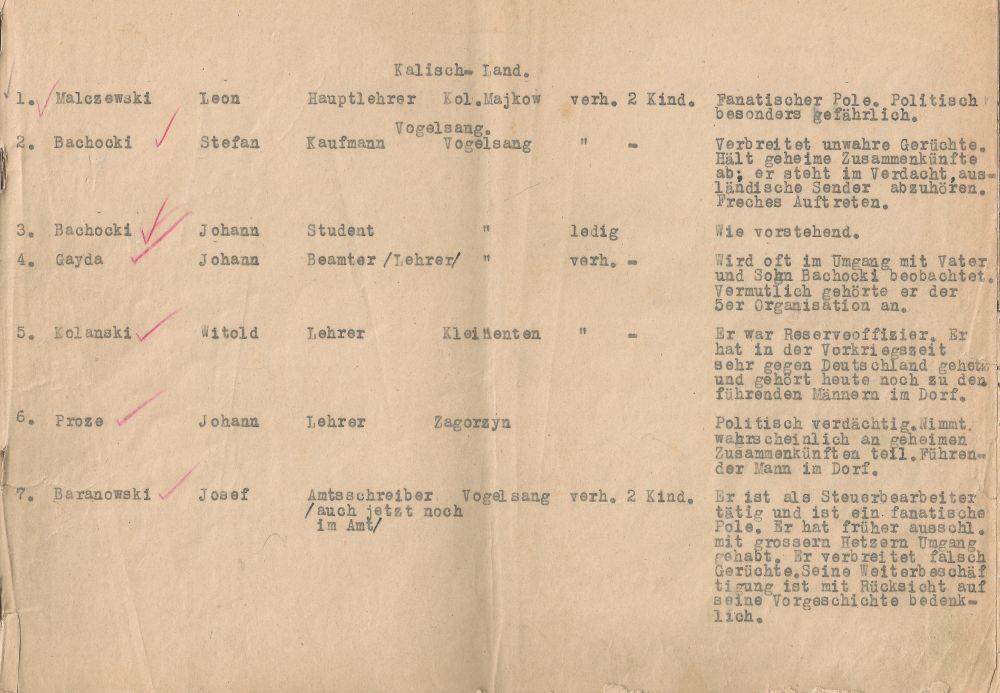 Kalisch- Land.
1. Malczewski Leon Hauptlehrer Kol.Majkow verh. 2 Kind. Fanatischer Pole. Politisch
besonders gefährlich.
Vogelsang.
2. Bachocki Stefan Kaufmann Vogelsang " - Verbreitet unwahre Gerüchte.
Hält geheime Zusammenkünfte
ab; er steht im Verdacht,aus-
ländische Sender abzuhören.
Freches Auftreten.
3. Bachocki Johann Student " ledig Wie vorstehend.
4. Gayda Johann Beamter /Lehrer/ " verh. - Wird oft im Umgang mit Vater
und Sohn Bachocki beobachtet.
Vermutlich gehörte er der
5er Organisation an.
5. Kolanski Witold Lehrer Kleinenten " - Er war Reserveoffizier. Er
hat in der Vorkriegszeit
sehr gegen Deutschland gehetz
und gehört heute noch zu den
führenden Männern im Dorf.
6. Proze Johann Lehrer Zagorzyn Politisch verdächtig.Nimmt
wahrscheinlich an geheimen
Zusammenkünften teil.Führen-
der Mann im Dorf.
7. Baranowski Josef Amtsschreiber Vogelsang verh. 2 Kind. Er ist als Steuerbearbeiter
/auch jetzt noch tätig und ist ein fanatische
im Amt/ Pole. Er hat früher ausschl.
mit grossern Hetzern Umgang
gehabt. Er verbreitet falsch
Gerüchte.Seine Weiterbeschäf
tigung ist mit Rücksicht auf
seine Vorgeschichte bedenk-
lich.